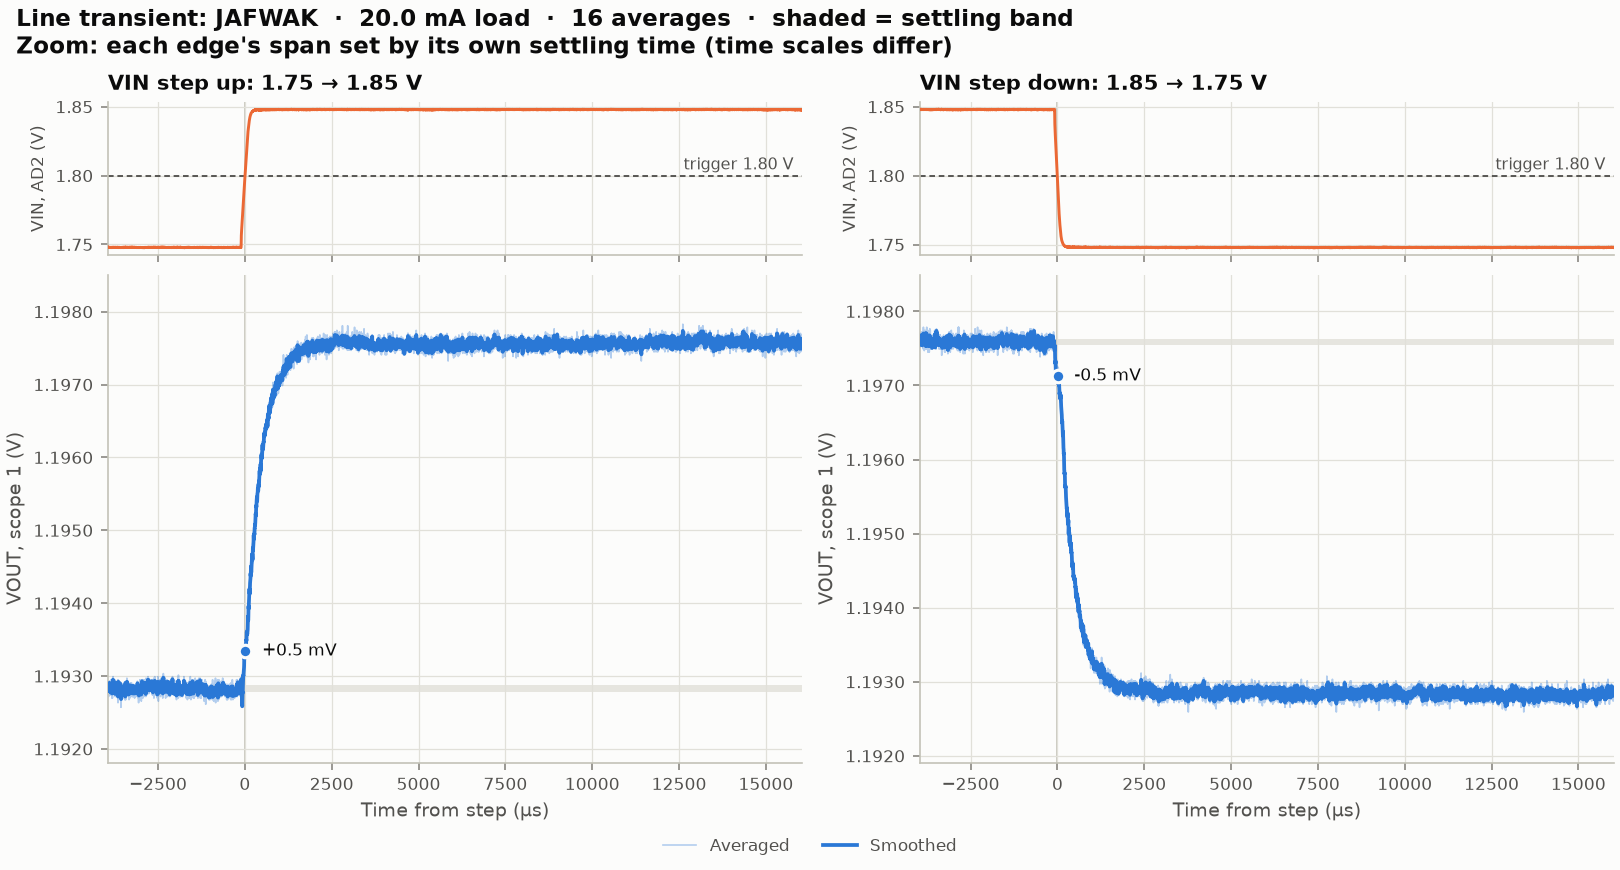 Line transient: JAFWAK  ·  20.0 mA load  ·  16 averages  ·  shaded = settling band
Zoom: each edge's span set by its own settling time (time scales differ)
VIN step up: 1.75 → 1.85 V
VIN, AD2 (V)
1.85
1.80
1.75
trigger 1.80 V
VOUT, scope 1 (V)
1.1980
1.1970
1.1960
1.1950
1.1940
1.1930
1.1920
+0.5 mV
−2500 0 2500 5000 7500 10000 12500 15000
Time from step (µs)
VIN step down: 1.85 → 1.75 V
VIN, AD2 (V)
1.85
1.80
1.75
trigger 1.80 V
VOUT, scope 1 (V)
1.1980
1.1970
1.1960
1.1950
1.1940
1.1930
1.1920
-0.5 mV
−2500 0 2500 5000 7500 10000 12500 15000
Time from step (µs)
Averaged Smoothed